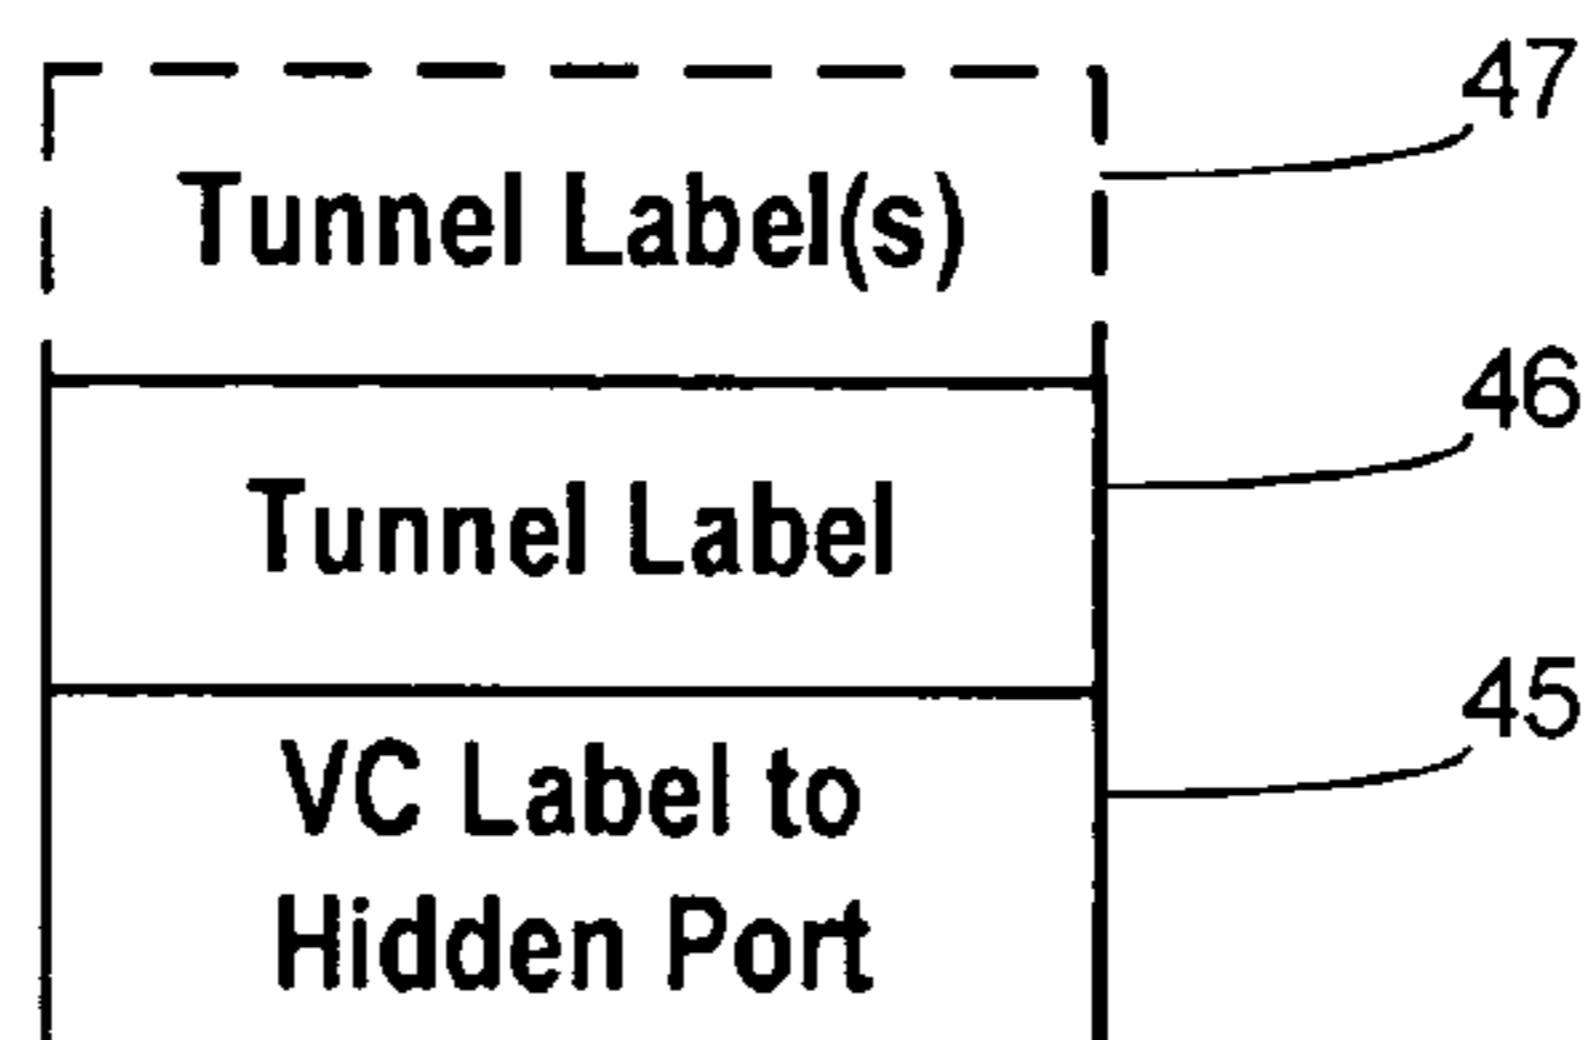 47
Tunnel Label(s)
46
Tunnel Label
45
VC Label to
Hidden Port